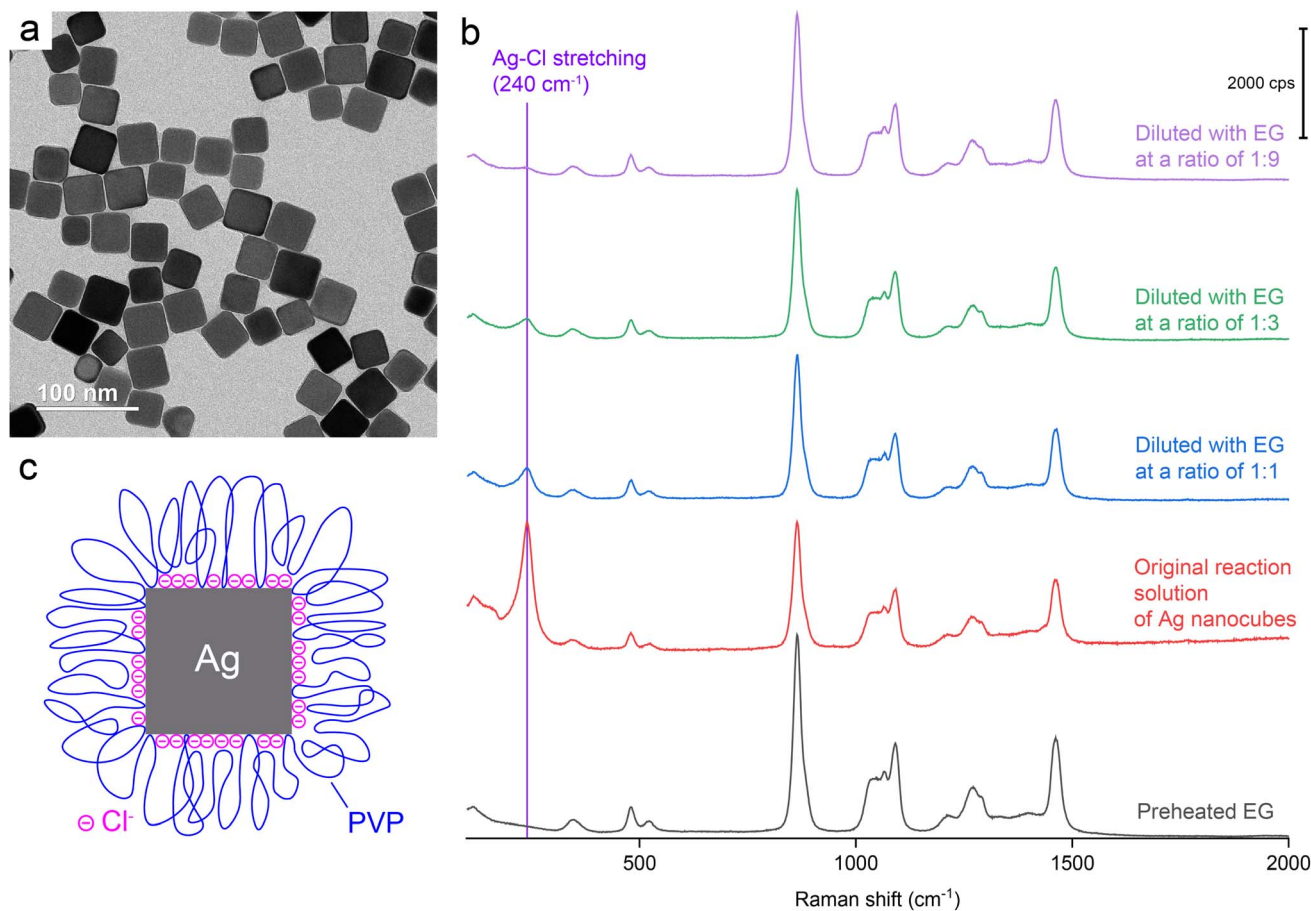 a
100 nm
b
Ag-Cl stretching
(240 cm⁻¹)
2000 cps
Diluted with EG
at a ratio of 1:9
Diluted with EG
at a ratio of 1:3
Diluted with EG
at a ratio of 1:1
Original reaction
solution
of Ag nanocubes
Preheated EG
500
1000
1500
2000
Raman shift (cm⁻¹)
c
Ag
Cl⁻
PVP